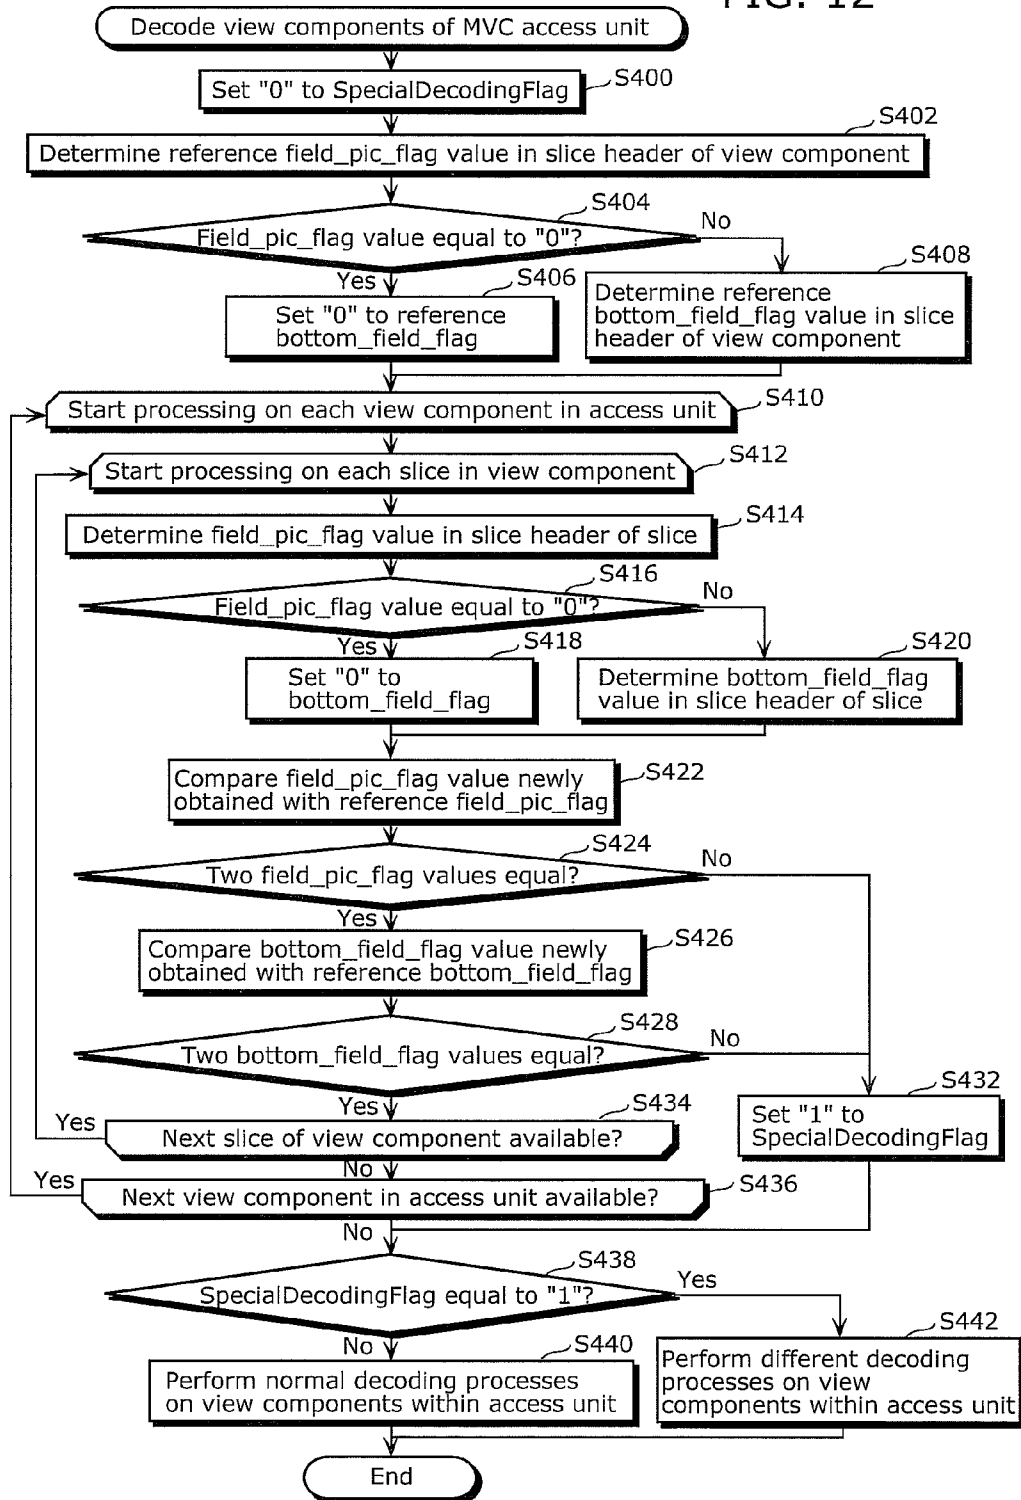 FIG. 12
Decode view components of MVC access unit
S400
Set "0" to SpecialDecodingFlag
S402
Determine reference field_pic_flag value in slice header of view component
S404
Field_pic_flag value equal to "0"?
No
Yes
S406
S408
Set "0" to reference
bottom_field_flag
Determine reference
bottom_field_flag value in slice
header of view component
Start processing on each view component in access unit
S410
Start processing on each slice in view component
S412
Determine field_pic_flag value in slice header of slice
S414
S416
Field_pic_flag value equal to "0"?
No
Yes
S418
S420
Set "0" to
bottom_field_flag
Determine bottom_field_flag
value in slice header of slice
Compare field_pic_flag value newly
obtained with reference field_pic_flag
S422
S424
Two field_pic_flag values equal?
No
Yes
Compare bottom_field_flag value newly
obtained with reference bottom_field_flag
S426
S428
Two bottom_field_flag values equal?
No
Yes
S434
S432
Set "1" to
SpecialDecodingFlag
Yes
Next slice of view component available?
No
Yes
Next view component in access unit available?
S436
No
S438
SpecialDecodingFlag equal to "1"?
Yes
No
S440
S442
Perform normal decoding processes
on view components within access unit
Perform different decoding
processes on view
components within access unit
End